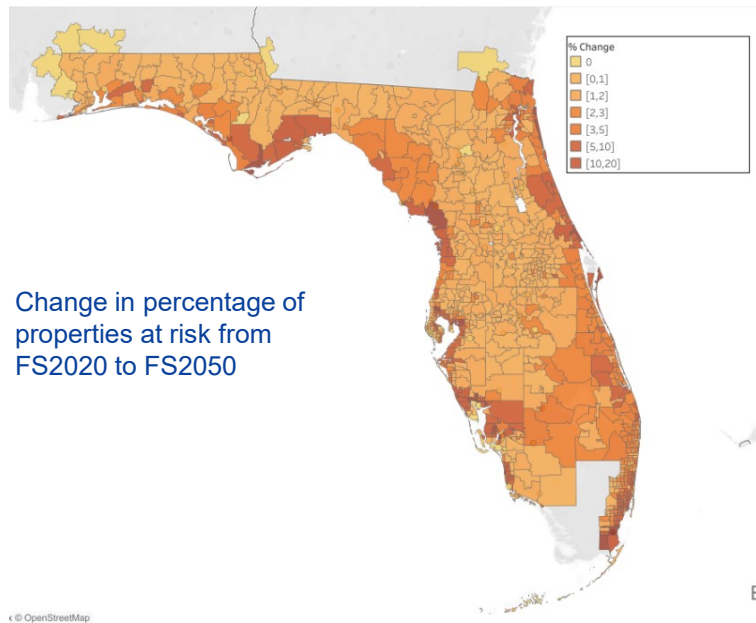 % Change
0
[0,1]
[1,2]
[2,3]
[3,5]
[5,10]
[10,20]
Change in percentage of
properties at risk from
FS2020 to FS2050
© OpenStreetMap